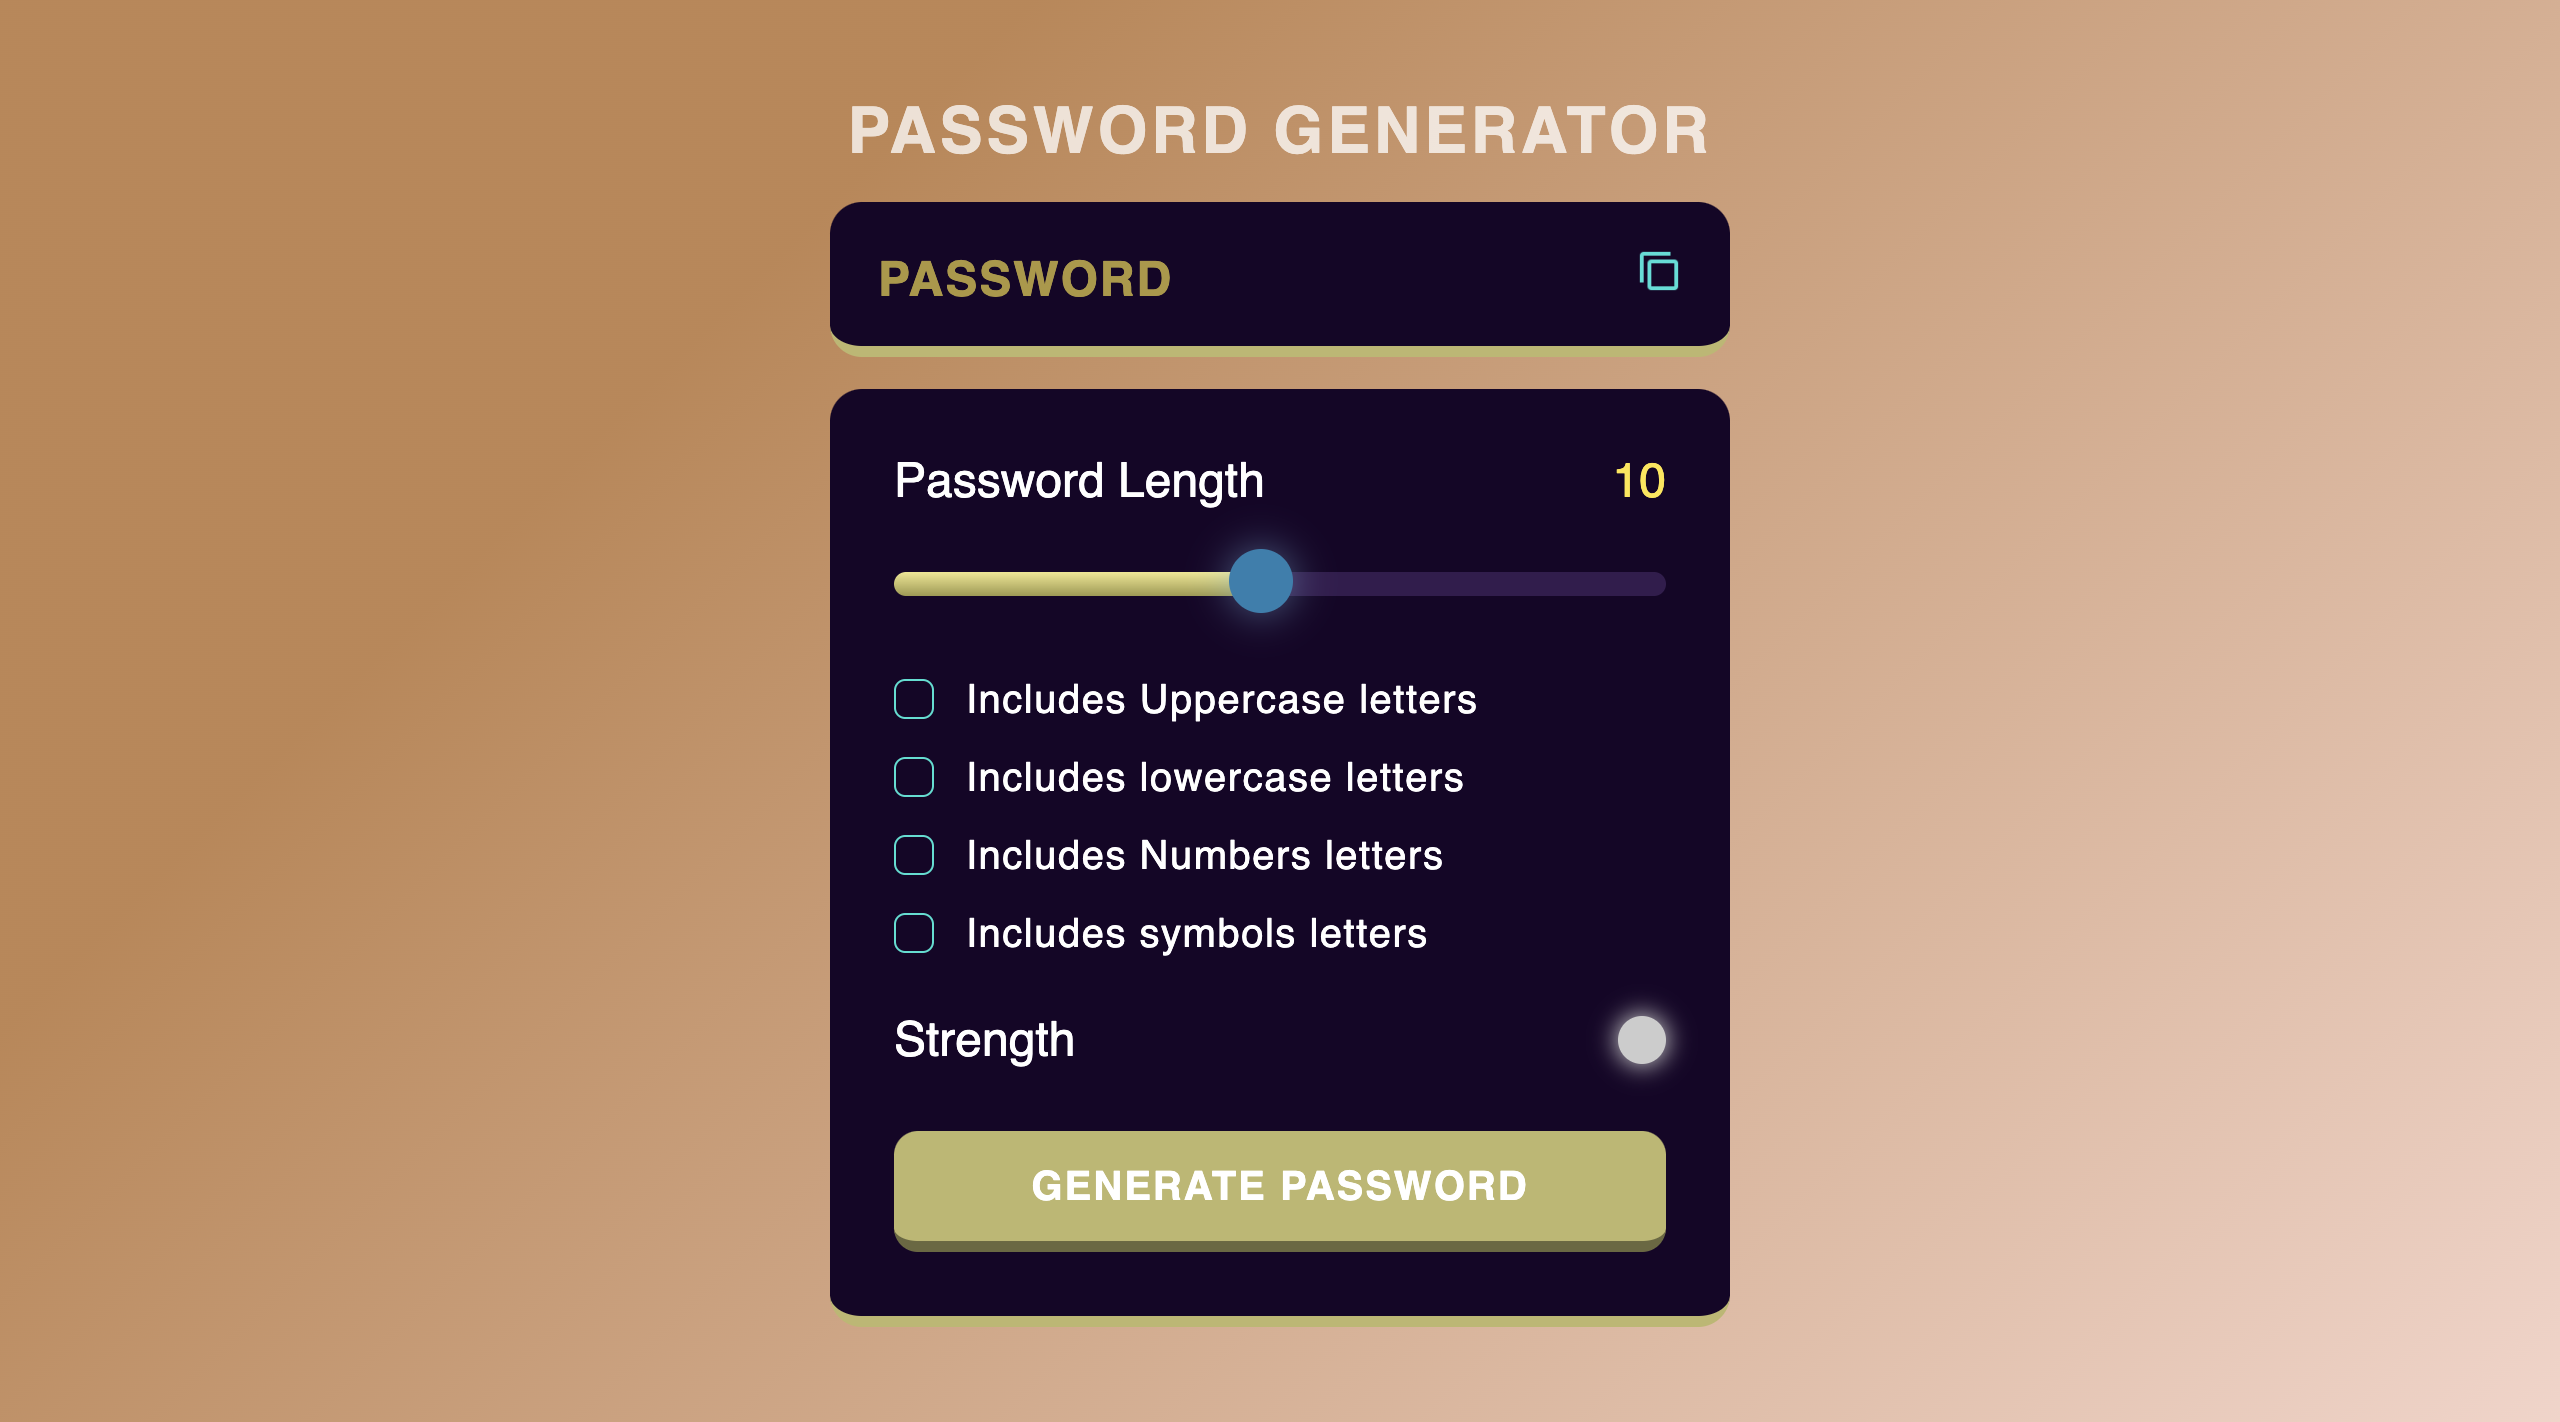 PASSWORD GENERATOR
PASSWORD
Password Length 10
Includes Uppercase letters
Includes lowercase letters
Includes Numbers letters
Includes symbols letters
Strength
GENERATE PASSWORD